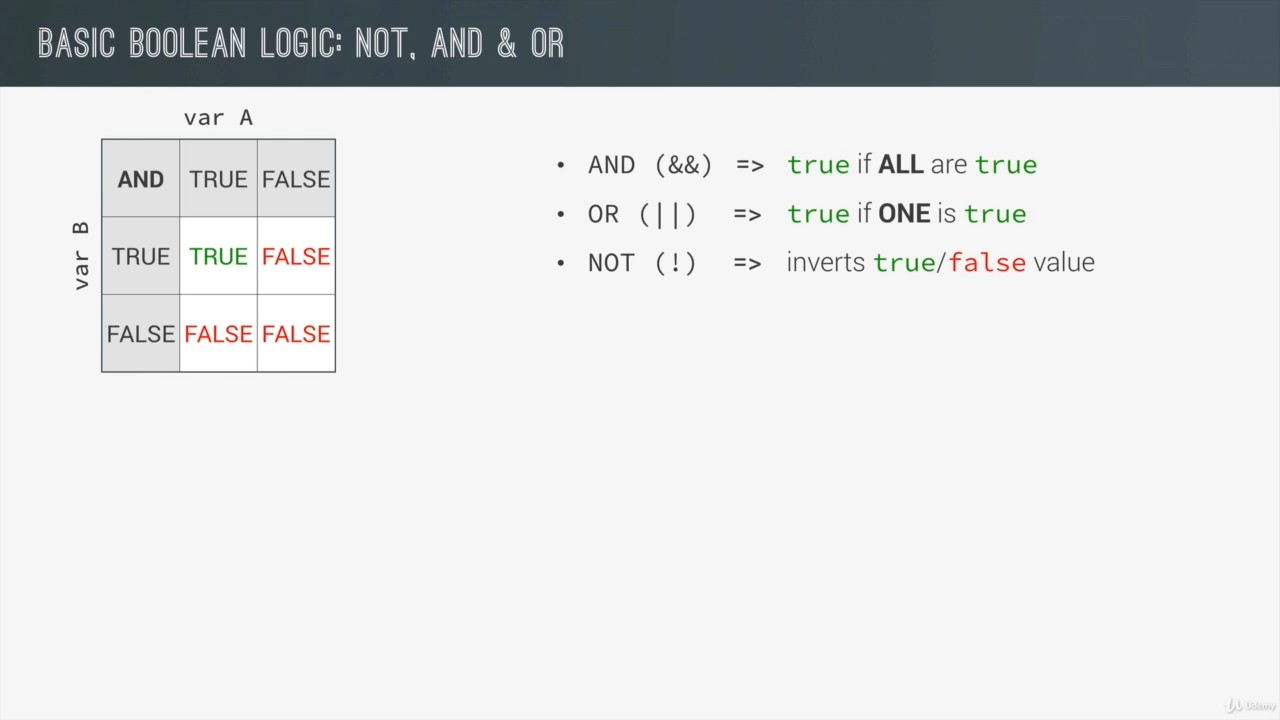 BASIC BOOLEAN LOGIC: NOT, AND & OR
var A
var B
AND TRUE FALSE
TRUE TRUE FALSE
FALSE FALSE FALSE
• AND (&&) => true if ALL are true
• OR (||) => true if ONE is true
• NOT (!) => inverts true/false value
Udemy